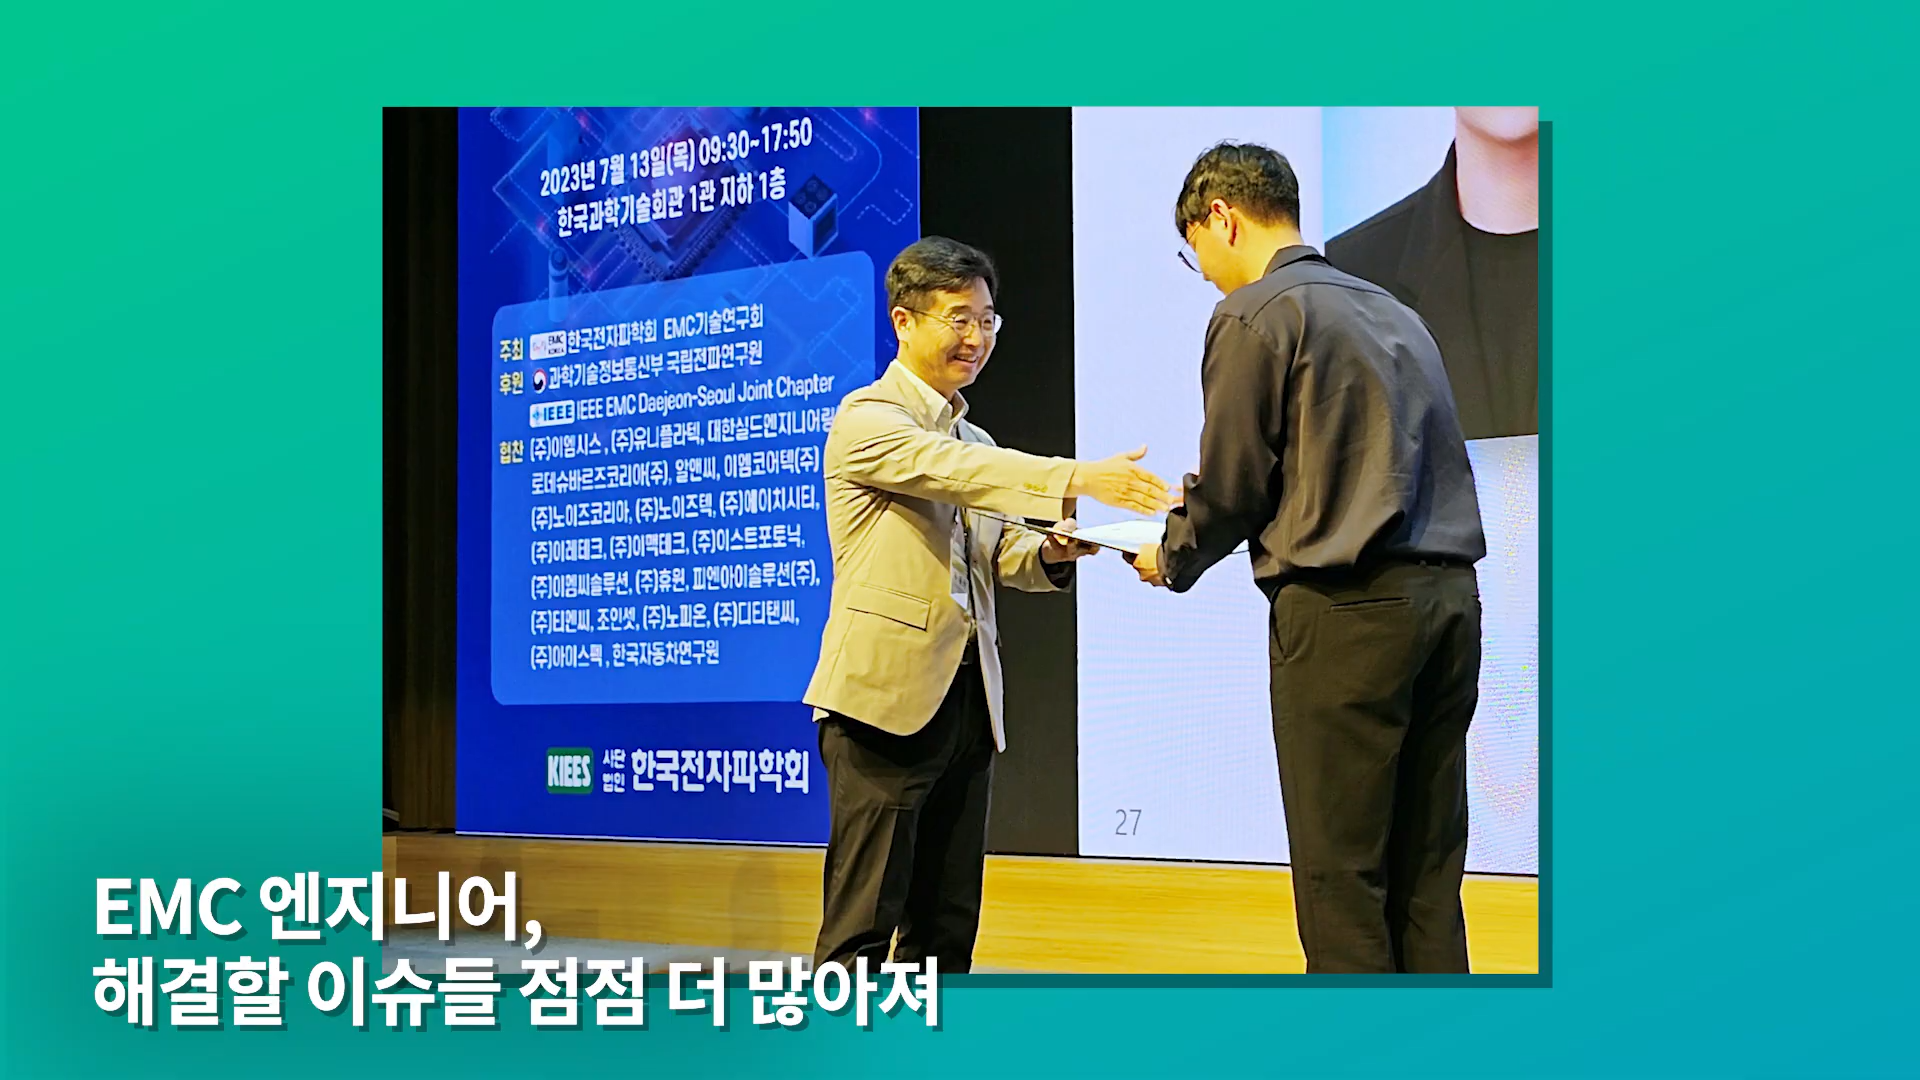 2023년 7월 13일(목) 09:30~17:50
한국과학기술회관 1관 지하 1층
주최 EMC KOREA 한국전자파학회 EMC기술연구회
후원 과학기술정보통신부 국립전파연구원
IEEE IEEE EMC Daejeon-Seoul Joint Chapter
협찬 (주)이엠시스, (주)유니플라텍, 대한실드엔지니어링
로데슈바르즈코리아(주), 알앤씨, 이엠코어텍(주)
(주)노이즈코리아, (주)노이즈텍, (주)에이치시티,
(주)이레테크, (주)이맥테크, (주)이스트포토닉,
(주)이엠씨솔루션, (주)휴윈, 피엔아이솔루션(주),
(주)티엔씨, 조인셋, (주)노피온, (주)디티탠씨,
(주)아이스펙, 한국자동차연구원
KIEES 사단법인 한국전자파학회
27
EMC 엔지니어,
해결할 이슈들 점점 더 많아져